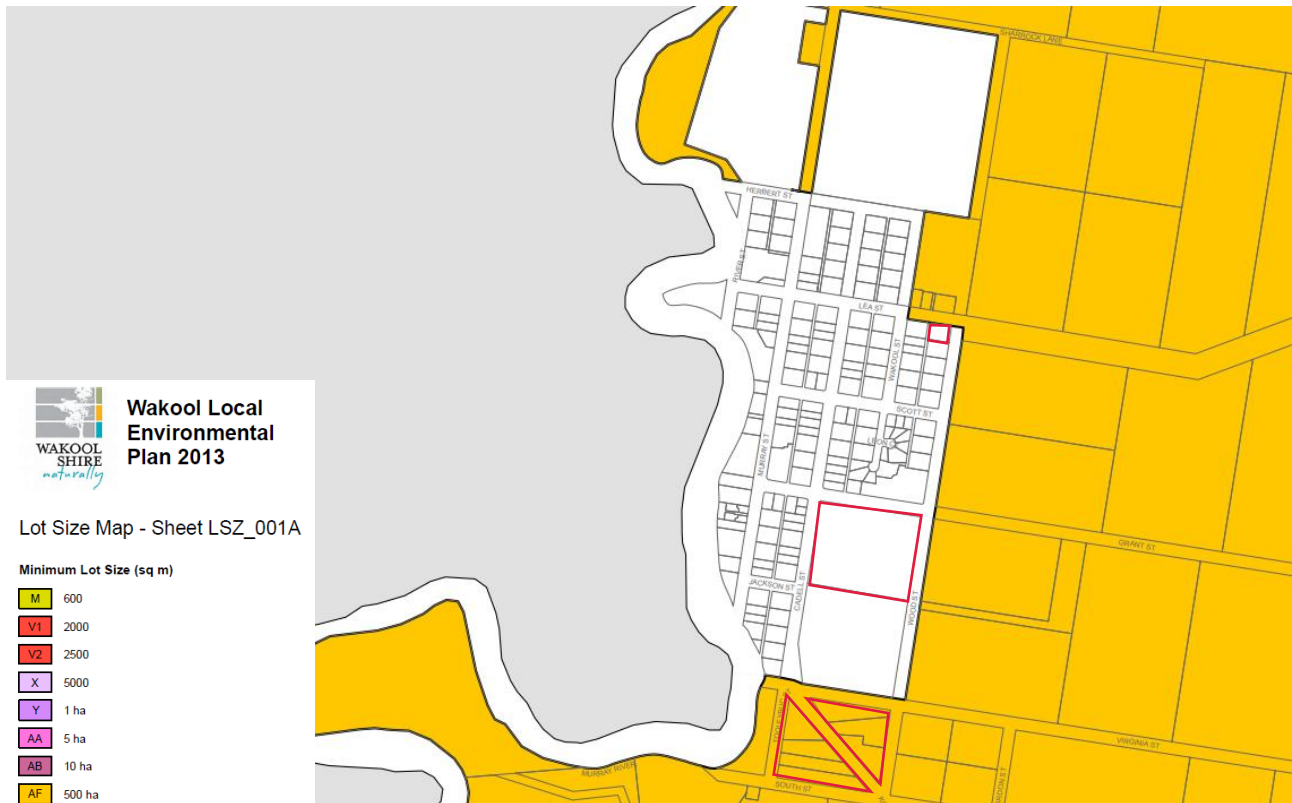 SHARROCK LANE
HERBERT ST
RIVER ST
LEA ST
WAKOOL ST
SCOTT ST
LEON C
MURRAY ST
GRANT ST
JACKSON ST
CADELL ST
WOOD ST
VIRGINIA ST
MURRAY RIVER
SOUTH ST
WAKOOL
SHIRE
naturally
Wakool Local
Environmental
Plan 2013
Lot Size Map - Sheet LSZ_001A
Minimum Lot Size (sq m)
M 600
V1 2000
V2 2500
X 5000
Y 1 ha
AA 5 ha
AB 10 ha
AF 500 ha